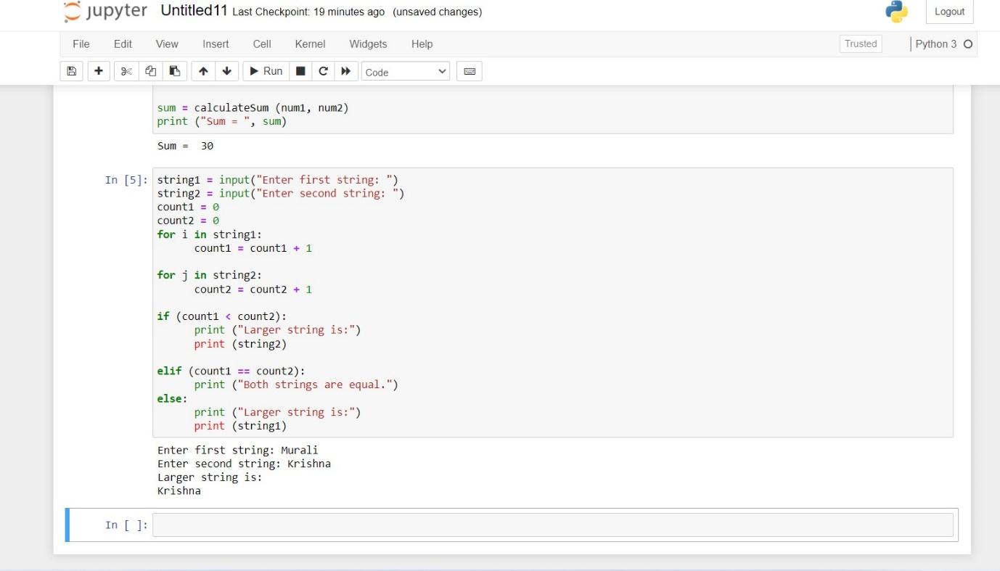 jupyter Untitled11 Last Checkpoint: 19 minutes ago (unsaved changes)
Logout
File Edit View Insert Cell Kernel Widgets Help
Trusted
Python 3
Run
Code
sum = calculateSum (num1, num2)
print ("Sum = ", sum)
Sum =  30
In [5]:
string1 = input("Enter first string: ")
string2 = input("Enter second string: ")
count1 = 0
count2 = 0
for i in string1:
      count1 = count1 + 1
for j in string2:
      count2 = count2 + 1
if (count1 < count2):
      print ("Larger string is:")
      print (string2)
elif (count1 == count2):
      print ("Both strings are equal.")
else:
      print ("Larger string is:")
      print (string1)
Enter first string: Murali
Enter second string: Krishna
Larger string is:
Krishna
In [ ]: